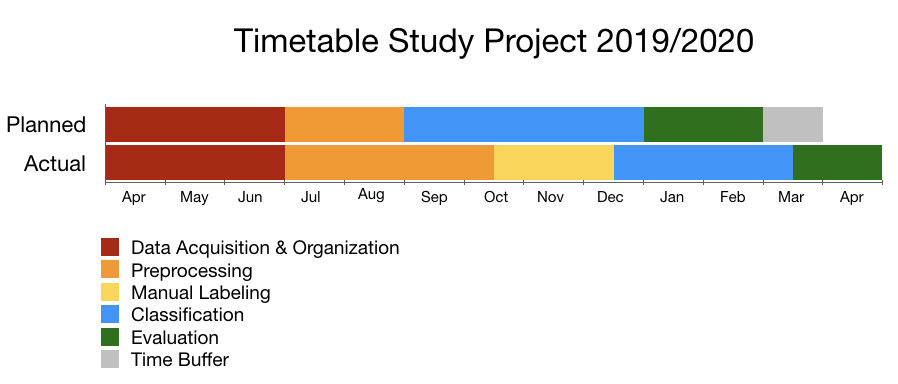 Timetable Study Project 2019/2020
Planned
Actual
Apr May Jun Jul Aug Sep Oct Nov Dec Jan Feb Mar Apr
Data Acquisition & Organization
Preprocessing
Manual Labeling
Classification
Evaluation
Time Buffer